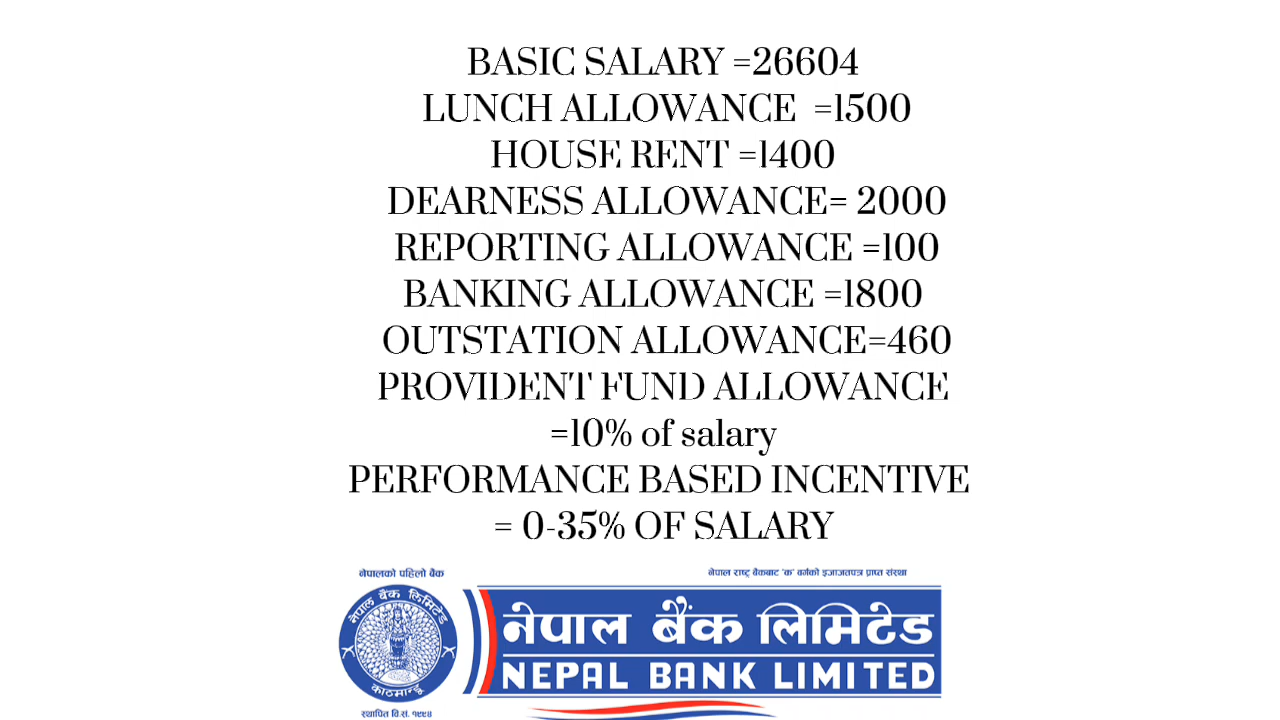 BASIC SALARY =26604
LUNCH ALLOWANCE =1500
HOUSE RENT =1400
DEARNESS ALLOWANCE= 2000
REPORTING ALLOWANCE =100
BANKING ALLOWANCE =1800
OUTSTATION ALLOWANCE=460
PROVIDENT FUND ALLOWANCE
=10% of salary
PERFORMANCE BASED INCENTIVE
= 0-35% OF SALARY
नेपालको पहिलो बैंक
नेपाल राष्ट्र बैंकबाट 'क' वर्गको इजाजतपत्र प्राप्त संस्था
नेपाल बैंक लिमिटेड
काठमाण्डू
नेपाल बैंक लिमिटेड
NEPAL BANK LIMITED
स्थापित वि.सं. १९९४